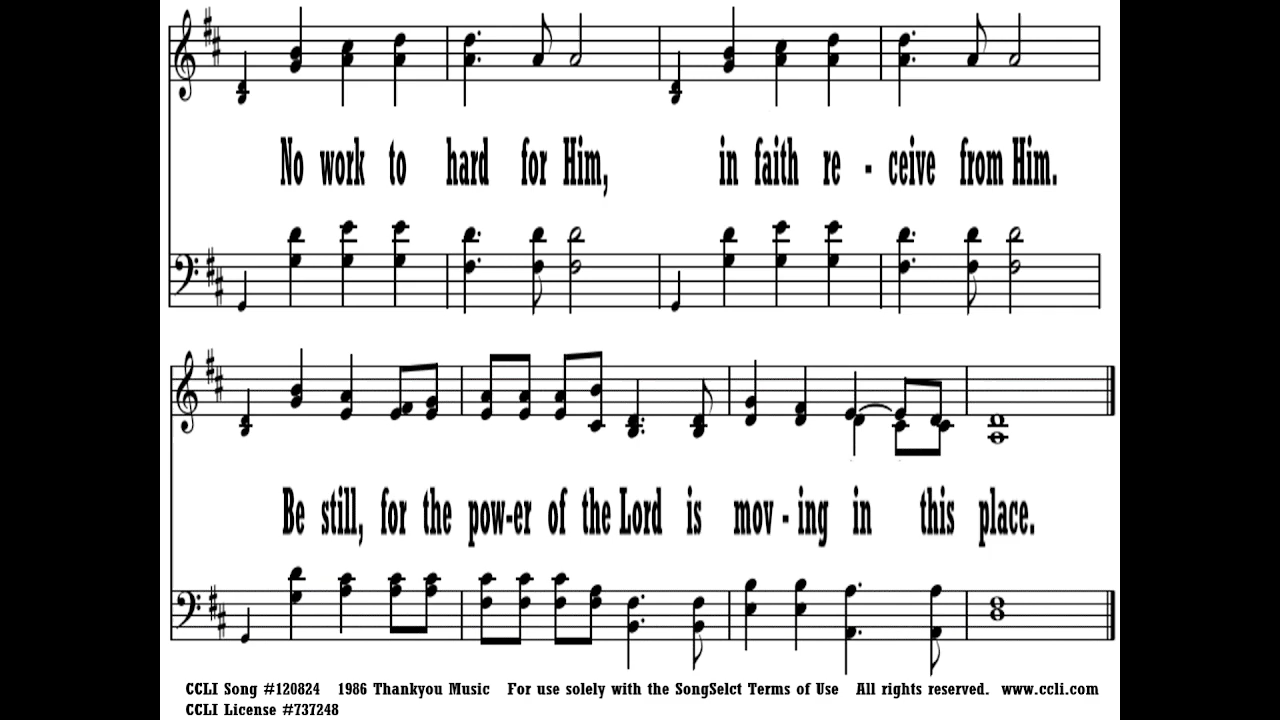 No work to hard for Him, in faith re - ceive from Him.
Be still, for the pow-er of the Lord is mov - ing in this place.
CCLI Song #120824 1986 Thankyou Music For use solely with the SongSelct Terms of Use All rights reserved. www.ccli.com
CCLI License #737248